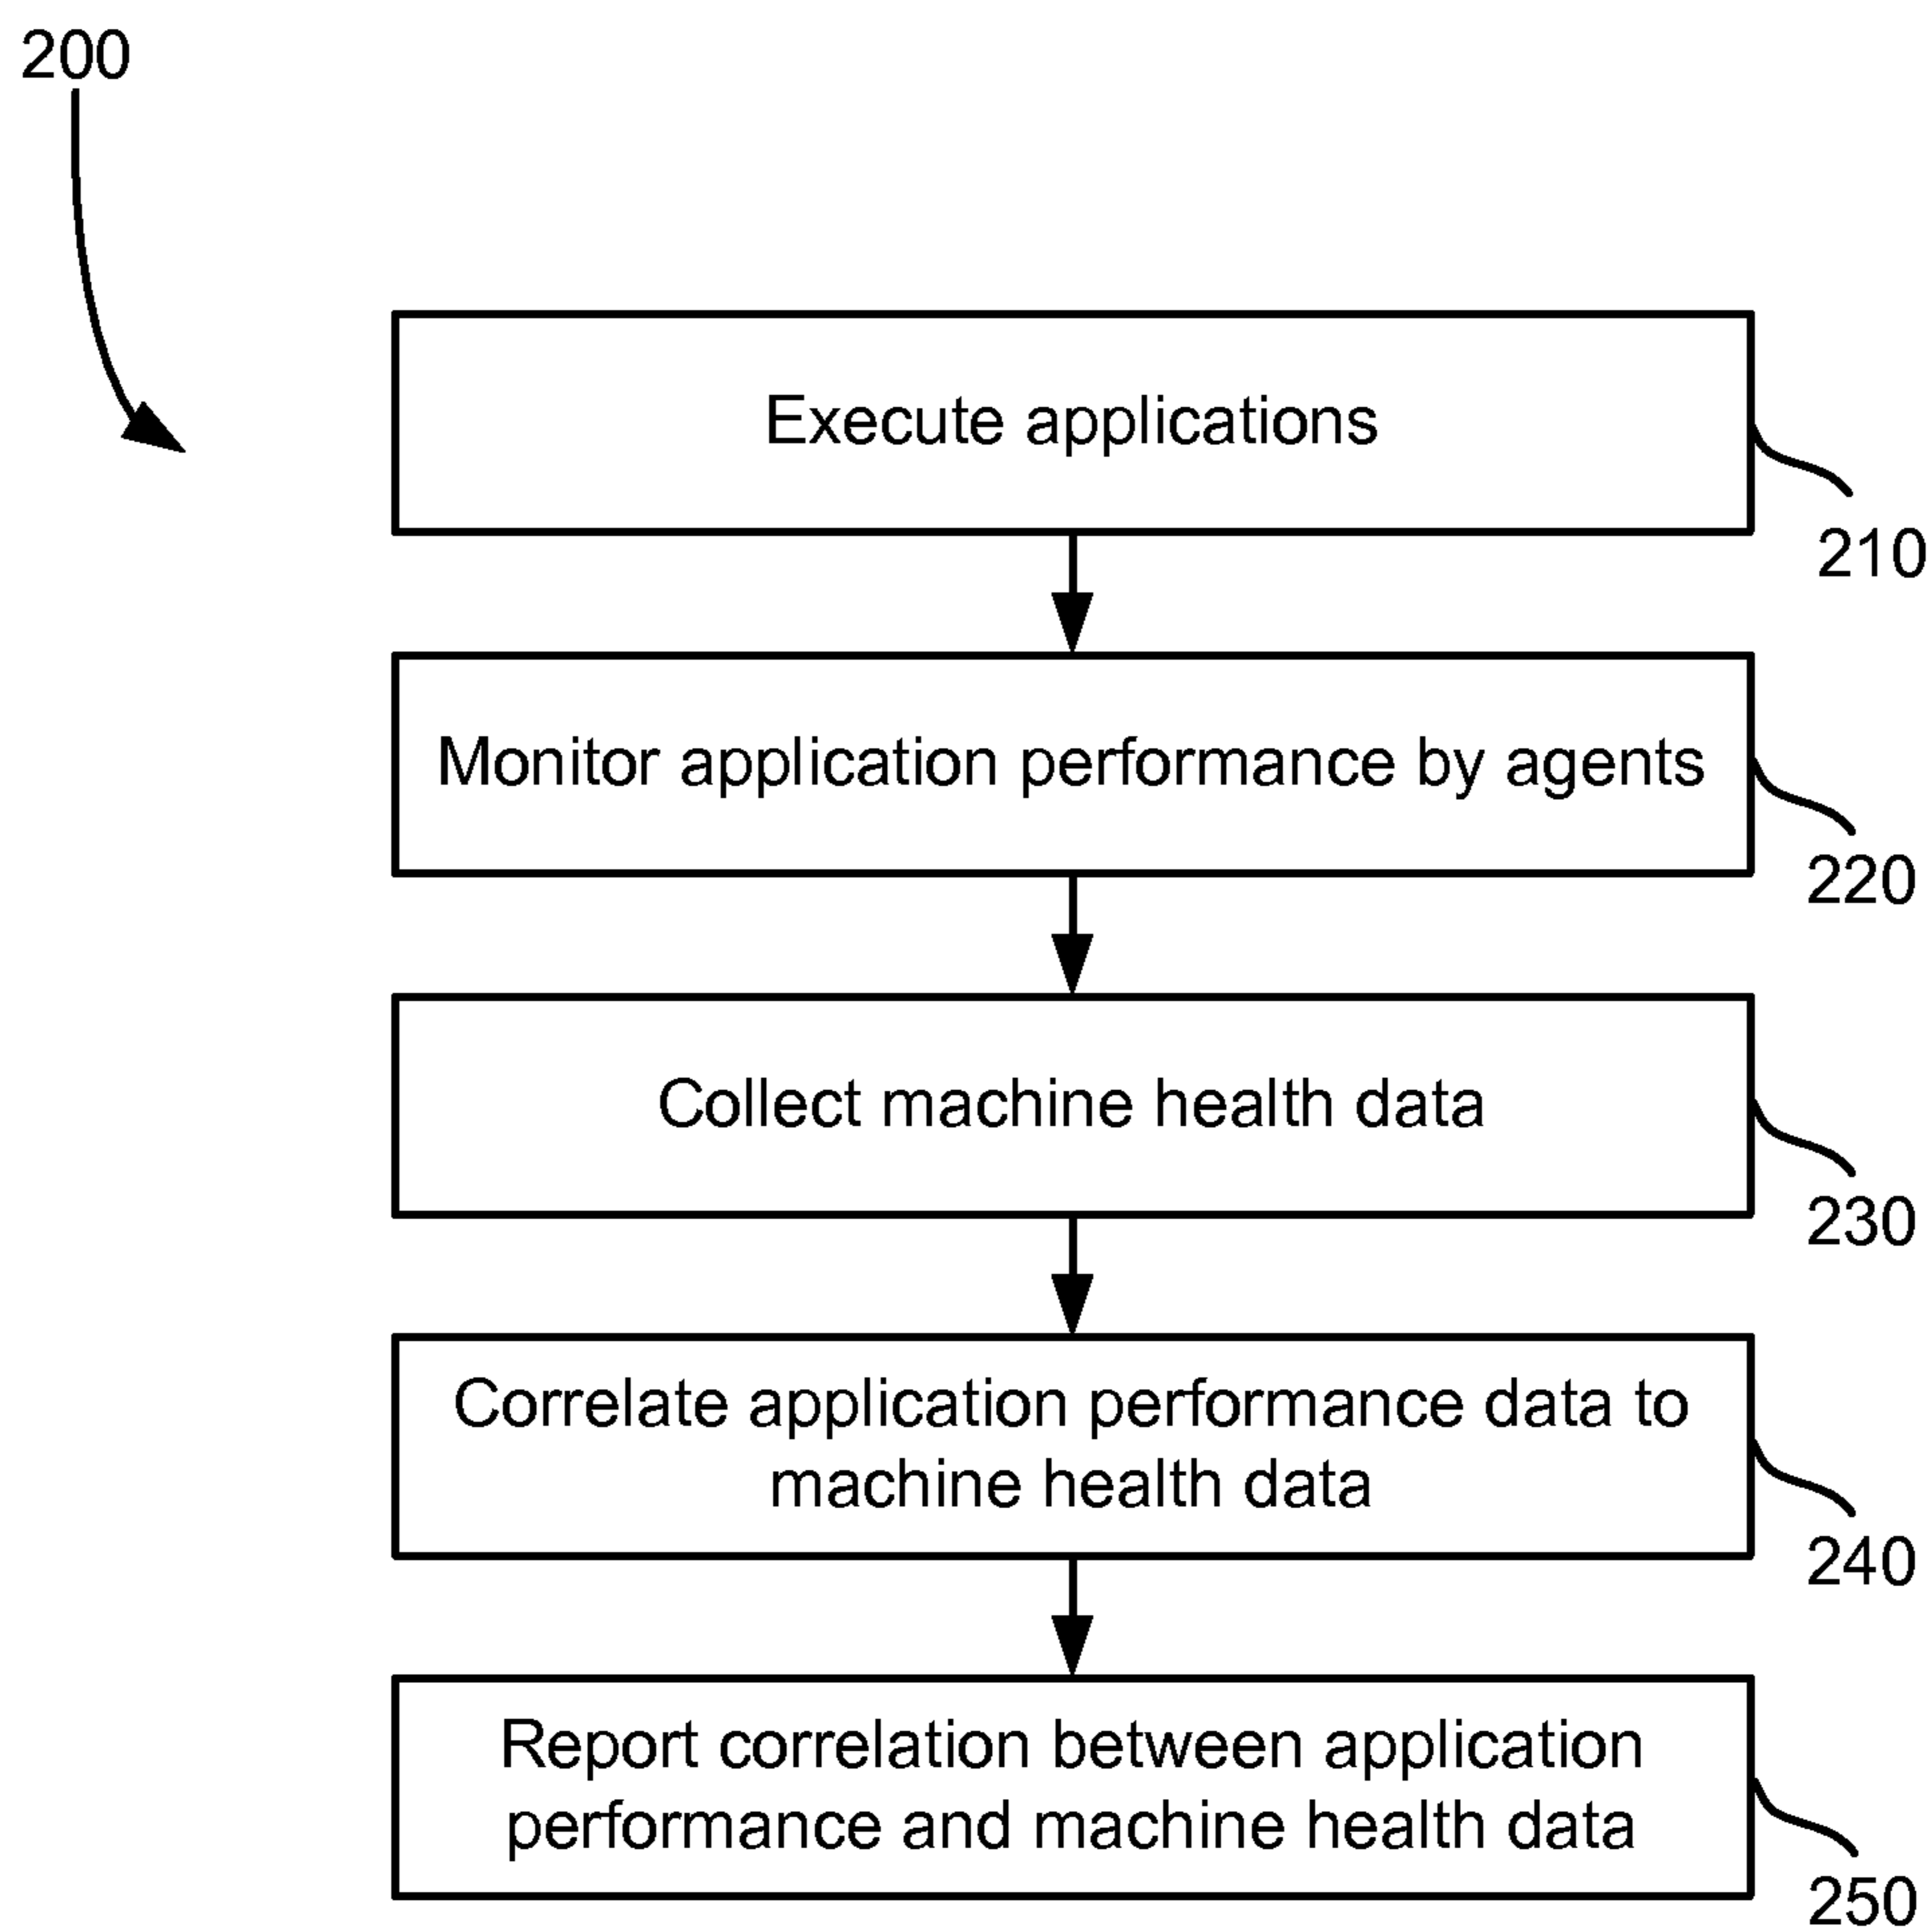 200
Execute applications
210
Monitor application performance by agents
220
Collect machine health data
230
Correlate application performance data to
machine health data
240
Report correlation between application
performance and machine health data
250